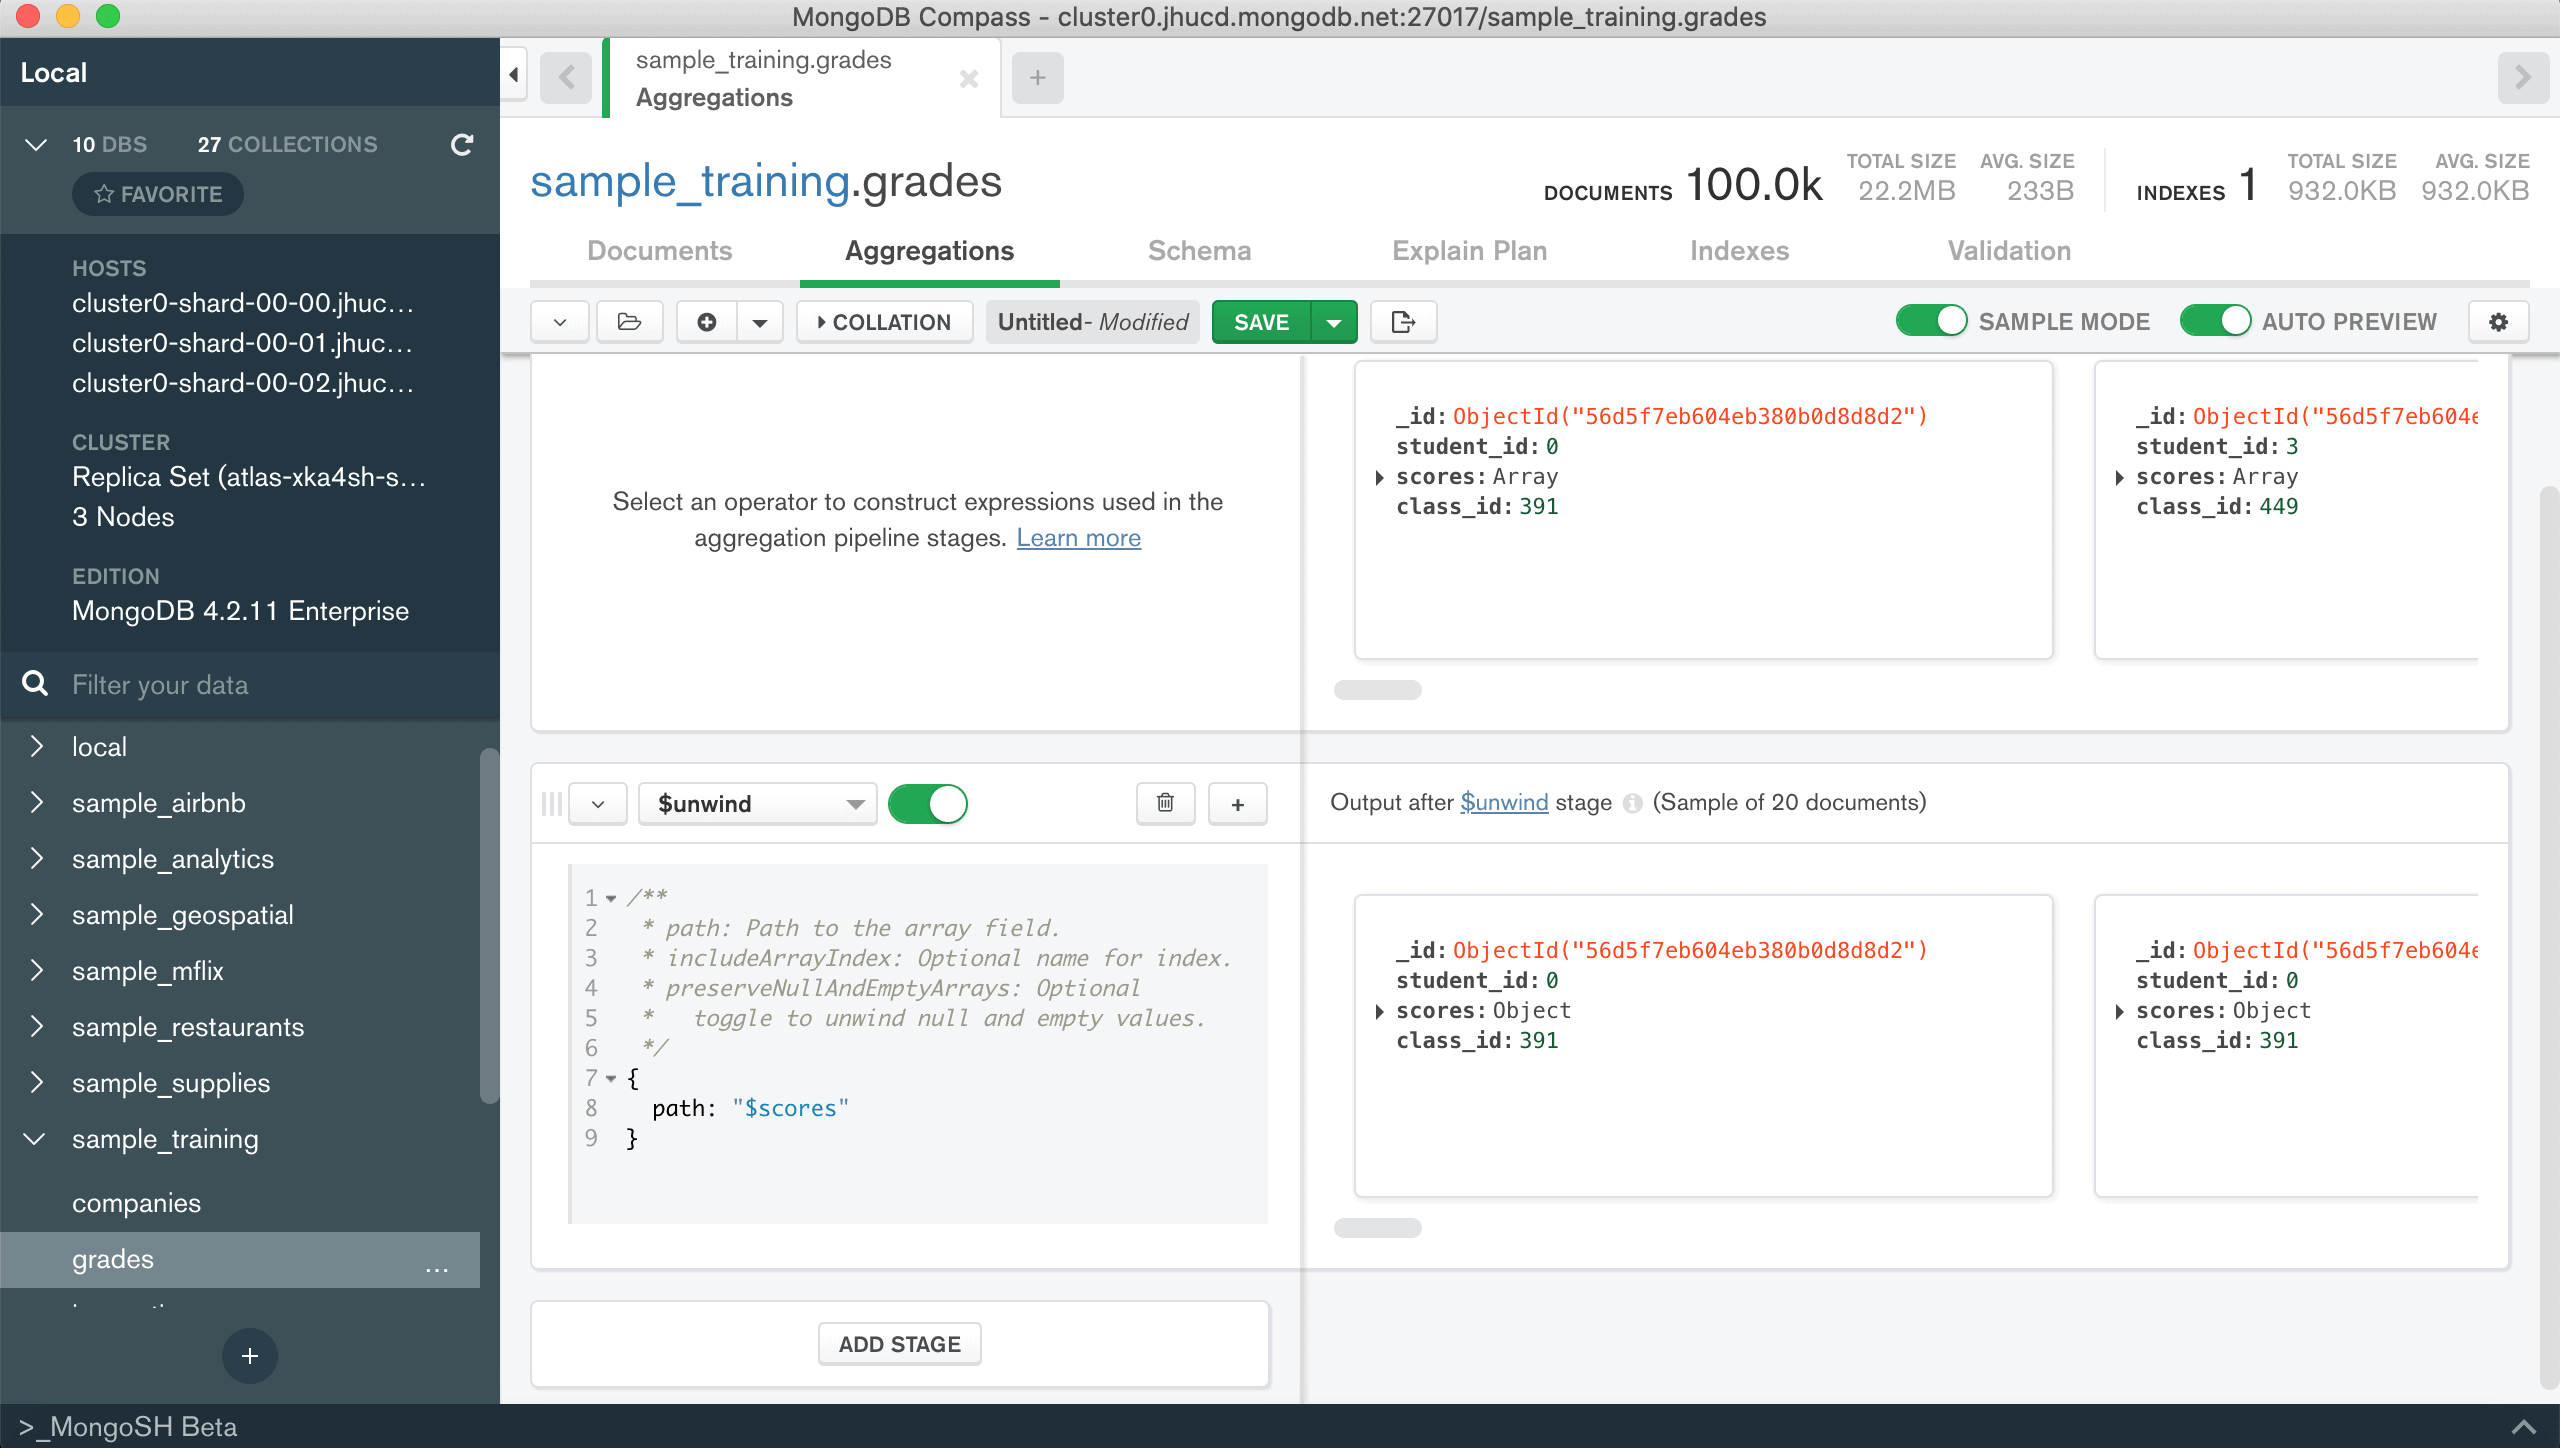 MongoDB Compass - cluster0.jhucd.mongodb.net:27017/sample_training.grades
Local
10 DBS 27 COLLECTIONS
FAVORITE
HOSTS
cluster0-shard-00-00.jhuc...
cluster0-shard-00-01.jhuc...
cluster0-shard-00-02.jhuc...
CLUSTER
Replica Set (atlas-xka4sh-s...
3 Nodes
EDITION
MongoDB 4.2.11 Enterprise
Filter your data
local
sample_airbnb
sample_analytics
sample_geospatial
sample_mflix
sample_restaurants
sample_supplies
sample_training
companies
grades ...
+
sample_training.grades
Aggregations
+
sample_training.grades
DOCUMENTS 100.0k
TOTAL SIZE
22.2MB
AVG. SIZE
233B
INDEXES 1
TOTAL SIZE
932.0KB
AVG. SIZE
932.0KB
Documents Aggregations Schema Explain Plan Indexes Validation
COLLATION Untitled- Modified SAVE SAMPLE MODE AUTO PREVIEW
Select an operator to construct expressions used in the
aggregation pipeline stages. Learn more
_id: ObjectId("56d5f7eb604eb380b0d8d8d2")
student_id: 0
scores: Array
class_id: 391
_id: ObjectId("56d5f7eb604e
student_id: 3
scores: Array
class_id: 449
$unwind +
Output after $unwind stage (Sample of 20 documents)
1 /**
2 * path: Path to the array field.
3 * includeArrayIndex: Optional name for index.
4 * preserveNullAndEmptyArrays: Optional
5 * toggle to unwind null and empty values.
6 */
7 {
8 path: "$scores"
9 }
_id: ObjectId("56d5f7eb604eb380b0d8d8d2")
student_id: 0
scores: Object
class_id: 391
_id: ObjectId("56d5f7eb604e
student_id: 0
scores: Object
class_id: 391
ADD STAGE
>_MongoSH Beta